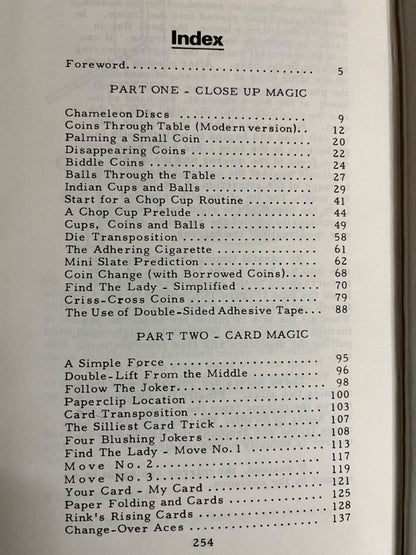 Index
Foreword. . . . . . . . . . . . . . . . . . . . . . . . . . 5
PART ONE - CLOSE UP MAGIC
Chameleon Discs . . . . . . . . . . . . . . . . . . 9
Coins Through Table (Modern version). . 12
Palming a Small Coin . . . . . . . . . . . . . . . 20
Disappearing Coins . . . . . . . . . . . . . . . . 22
Biddle Coins . . . . . . . . . . . . . . . . . . . . . 24
Balls Through the Table . . . . . . . . . . . . . 27
Indian Cups and Balls . . . . . . . . . . . . . . 29
Start for a Chop Cup Routine . . . . . . . . . 41
A Chop Cup Prelude . . . . . . . . . . . . . . . . 44
Cups, Coins and Balls . . . . . . . . . . . . . . 49
Die Transposition . . . . . . . . . . . . . . . . . 58
The Adhering Cigarette . . . . . . . . . . . . . 61
Mini Slate Prediction . . . . . . . . . . . . . . 62
Coin Change (with Borrowed Coins). . . . . 68
Find The Lady - Simplified . . . . . . . . . . 70
Criss-Cross Coins . . . . . . . . . . . . . . . . 79
The Use of Double-Sided Adhesive Tape. . . 88
PART TWO - CARD MAGIC
A Simple Force . . . . . . . . . . . . . . . . . . 95
Double-Lift From the Middle . . . . . . . . . 96
Follow The Joker. . . . . . . . . . . . . . . . . 98
Paperclip Location . . . . . . . . . . . . . . . 100
Card Transposition . . . . . . . . . . . . . . . 103
The Silliest Card Trick . . . . . . . . . . . . 107
Four Blushing Jokers . . . . . . . . . . . . . . 108
Find The Lady - Move No. 1 . . . . . . . . . 113
Move No. 2. . . . . . . . . . . . . . . . . . . . 117
Move No. 3. . . . . . . . . . . . . . . . . . . . 119
Your Card - My Card . . . . . . . . . . . . . . 121
Paper Folding and Cards . . . . . . . . . . . . 125
Rink's Rising Cards . . . . . . . . . . . . . . . 128
Change-Over Aces . . . . . . . . . . . . . . . . 137
254